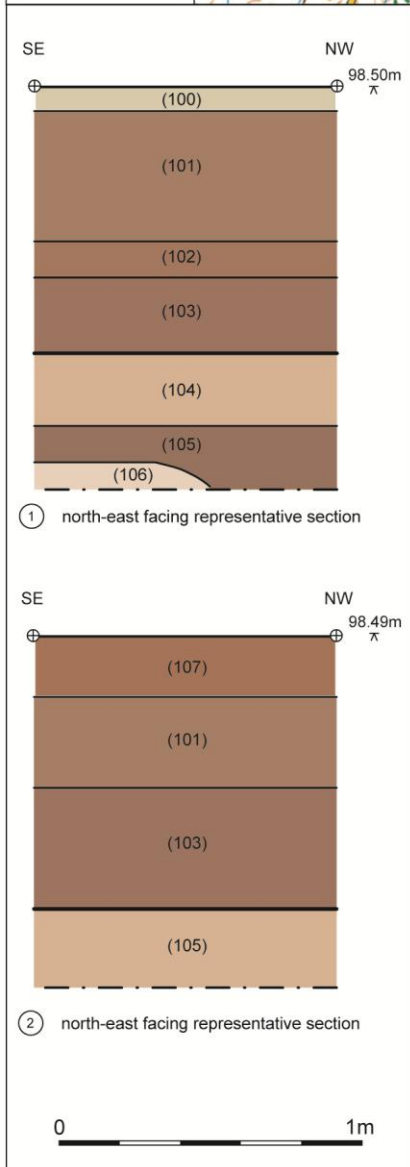 SE NW
98.50m
(100)
(101)
(102)
(103)
(104)
(105)
(106)
1 north-east facing representative section
SE NW
98.49m
(107)
(101)
(103)
(105)
2 north-east facing representative section
0 1m